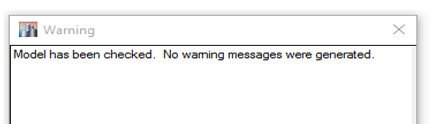 Warning
Model has been checked.  No warning messages were generated.